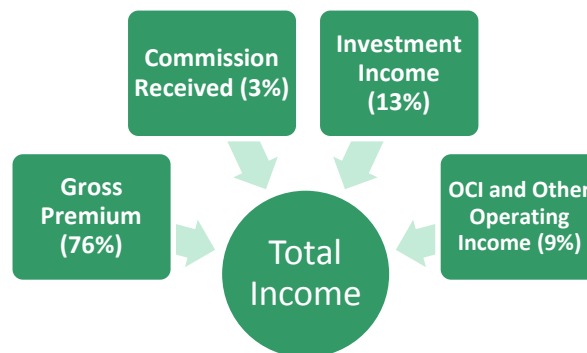 Commission
Received (3%)
Investment
Income
(13%)
Gross
Premium
(76%)
OCI and Other
Operating
Income (9%)
Total
Income